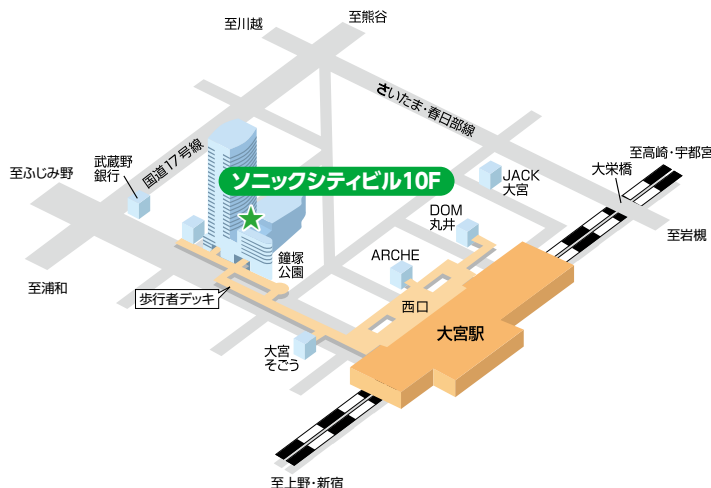 至熊谷
至川越
さいたま・春日部線
国道17号線
武蔵野
銀行
至ふじみ野
ソニックシティビル10F
JACK
大宮
大栄橋
至高崎・宇都宮
DOM
丸井
至岩槻
鐘塚
公園
ARCHE
至浦和
歩行者デッキ
西口
大宮駅
大宮
そごう
至上野・新宿